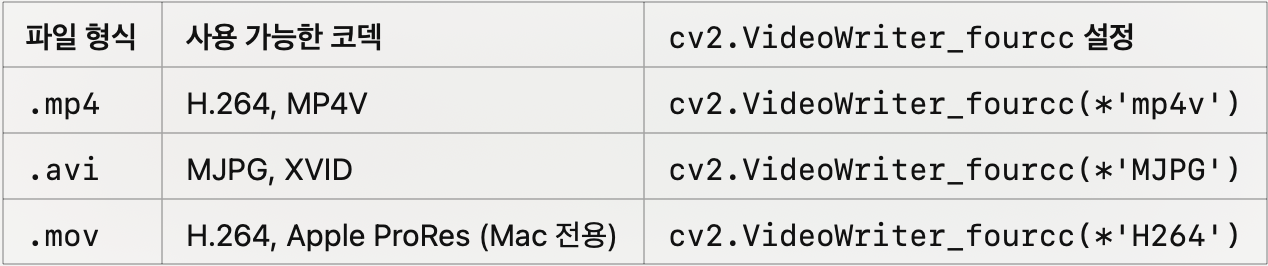 파일 형식 사용 가능한 코덱 cv2.VideoWriter_fourcc 설정
.mp4 H.264, MP4V cv2.VideoWriter_fourcc(*'mp4v')
.avi MJPG, XVID cv2.VideoWriter_fourcc(*'MJPG')
.mov H.264, Apple ProRes (Mac 전용) cv2.VideoWriter_fourcc(*'H264')